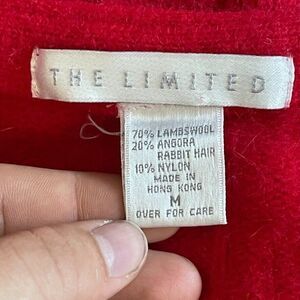 THE LIMITED
70% LAMBSWOOL
20% ANGORA
RABBIT HAIR
10% NYLON
MADE IN
HONG KONG
M
OVER FOR CARE